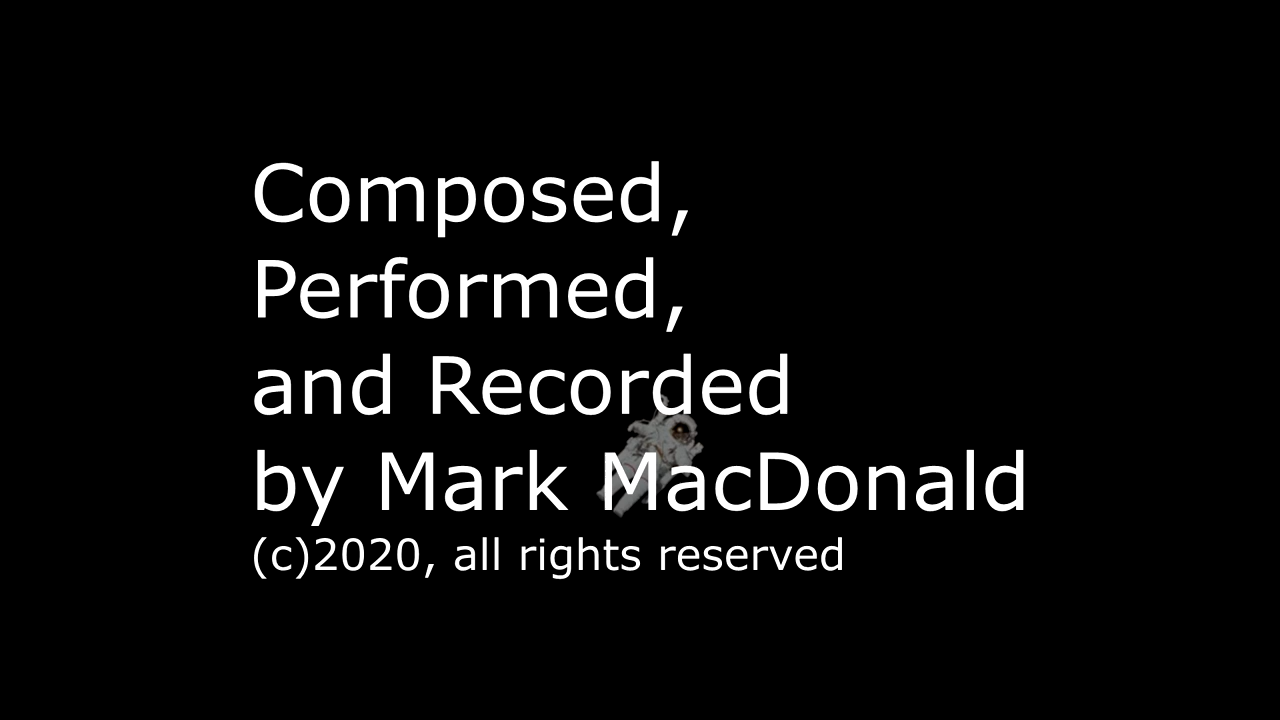 Composed,
Performed,
and Recorded
by Mark MacDonald
(c)2020, all rights reserved